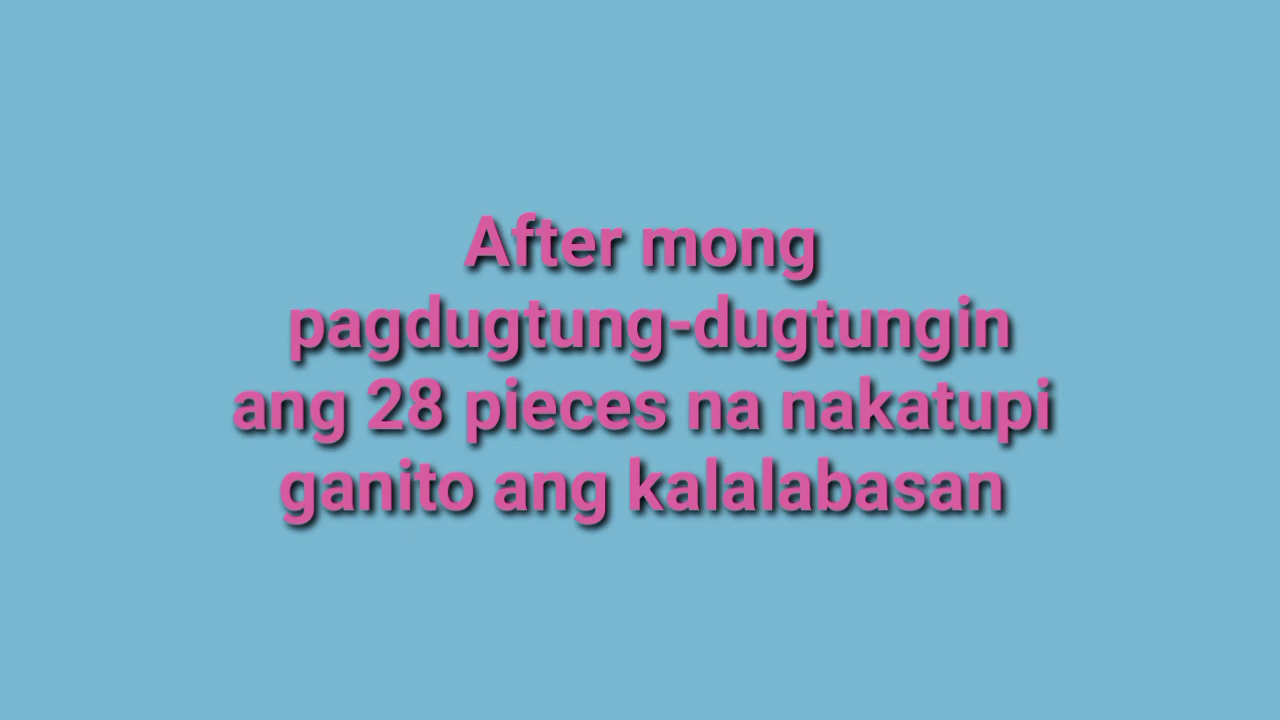 After mong
pagdugtung-dugtungin
ang 28 pieces na nakatupi
ganito ang kalalabasan